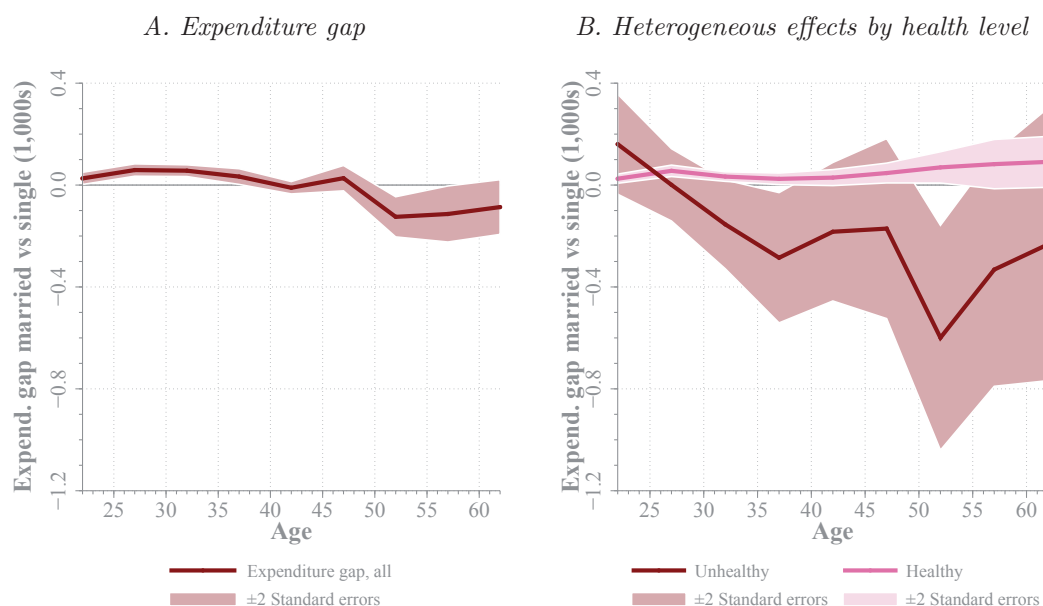 A. Expenditure gap
Expend. gap married vs single (1,000s)
0.4
0.0
−0.4
−0.8
−1.2
25 30 35 40 45 50 55 60
Age
Expenditure gap, all
±2 Standard errors
B. Heterogeneous effects by health level
Expend. gap married vs single (1,000s)
0.4
0.0
−0.4
−0.8
−1.2
25 30 35 40 45 50 55 60
Age
Unhealthy Healthy
±2 Standard errors ±2 Standard errors